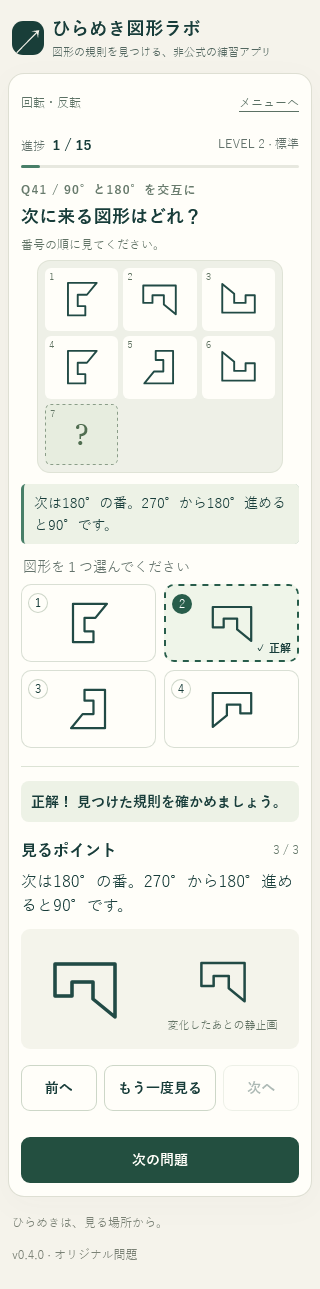 ひらめき図形ラボ
図形の規則を見つける、非公式の練習アプリ
回転・反転
メニューへ
進捗 1 / 15
LEVEL 2・標準
Q41 / 90°と180°を交互に
次に来る図形はどれ？
番号の順に見てください。
1
2
3
4
5
6
7
?
次は180°の番。270°から180°進める
と90°です。
図形を１つ選んでください
1
2
✓ 正解
3
4
正解！ 見つけた規則を確かめましょう。
見るポイント
3 / 3
次は180°の番。270°から180°進め
ると90°です。
変化したあとの静止画
前へ
もう一度見る
次へ
次の問題
ひらめきは、見る場所から。
v0.4.0・オリジナル問題